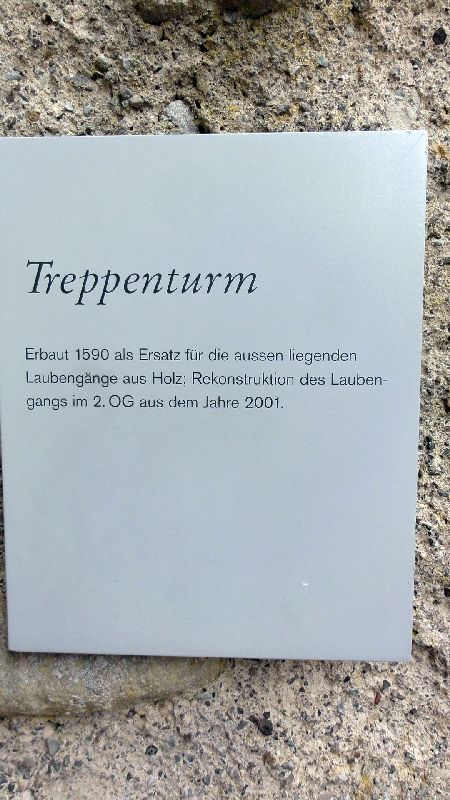 Treppenturm
Erbaut 1590 als Ersatz für die aussen liegenden
Laubengänge aus Holz; Rekonstruktion des Lauben-
gangs im 2. OG aus dem Jahre 2001.